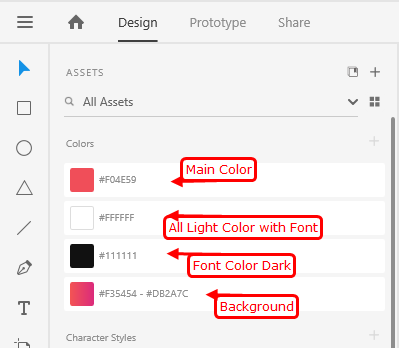 Design Prototype Share
ASSETS
All Assets
Colors
#F04E59
Main Color
#FFFFFF
All Light Color with Font
#111111
Font Color Dark
#F35454 - #DB2A7C
Background
Character Styles
T